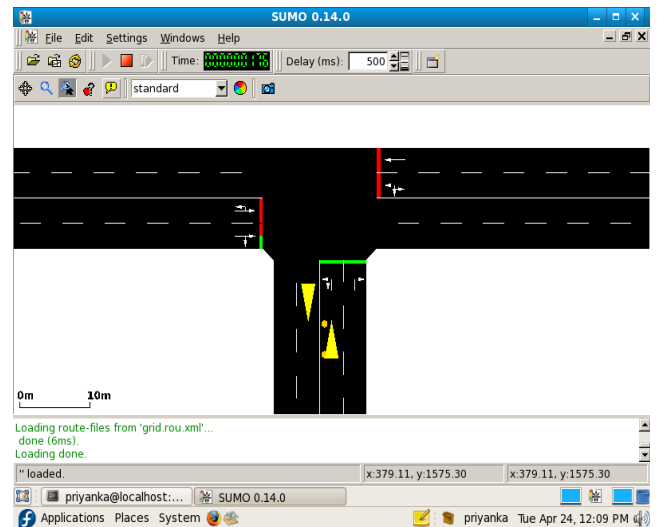 SUMO 0.14.0
File Edit Settings Windows Help
Time: Delay (ms): 500
standard
0m 10m
Loading route-files from 'grid.rou.xml'...
done (6ms).
Loading done.
'' loaded. x:379.11, y:1575.30 x:379.11, y:1575.30
priyanka@localhost:... SUMO 0.14.0
Applications Places System priyanka Tue Apr 24, 12:09 PM